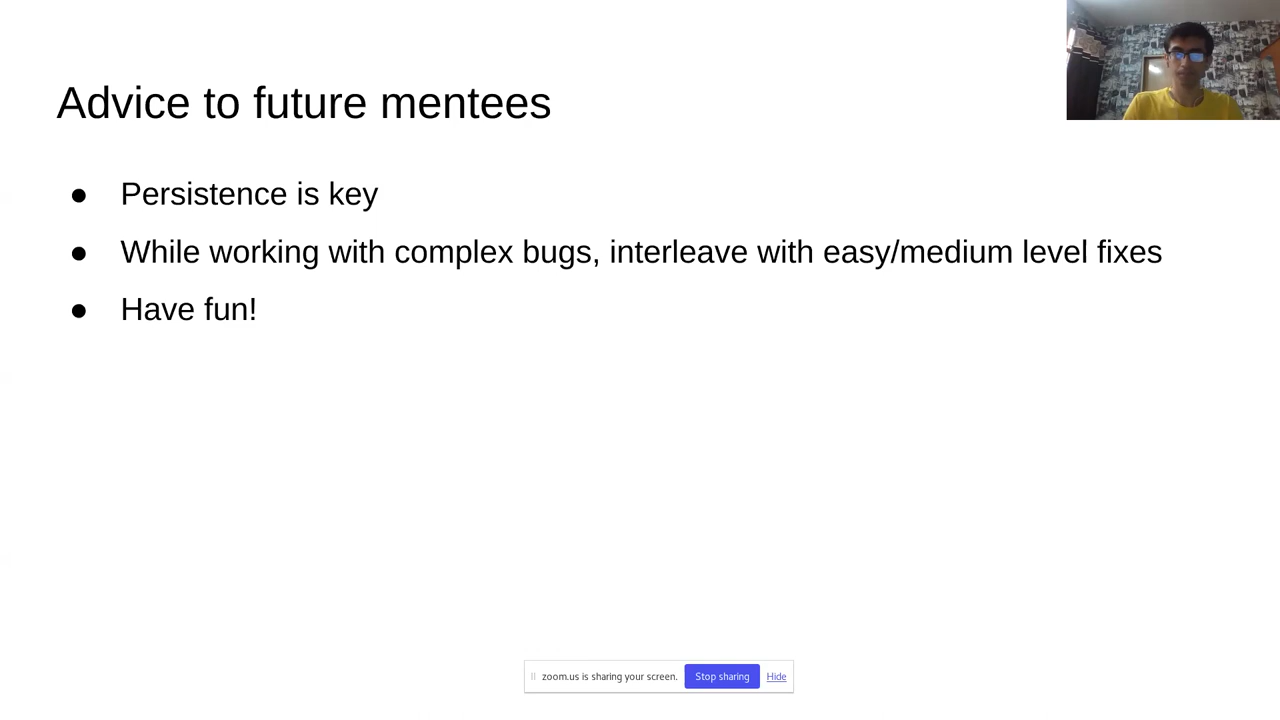 Advice to future mentees
● Persistence is key
● While working with complex bugs, interleave with easy/medium level fixes
● Have fun!
zoom.us is sharing your screen. Stop sharing Hide